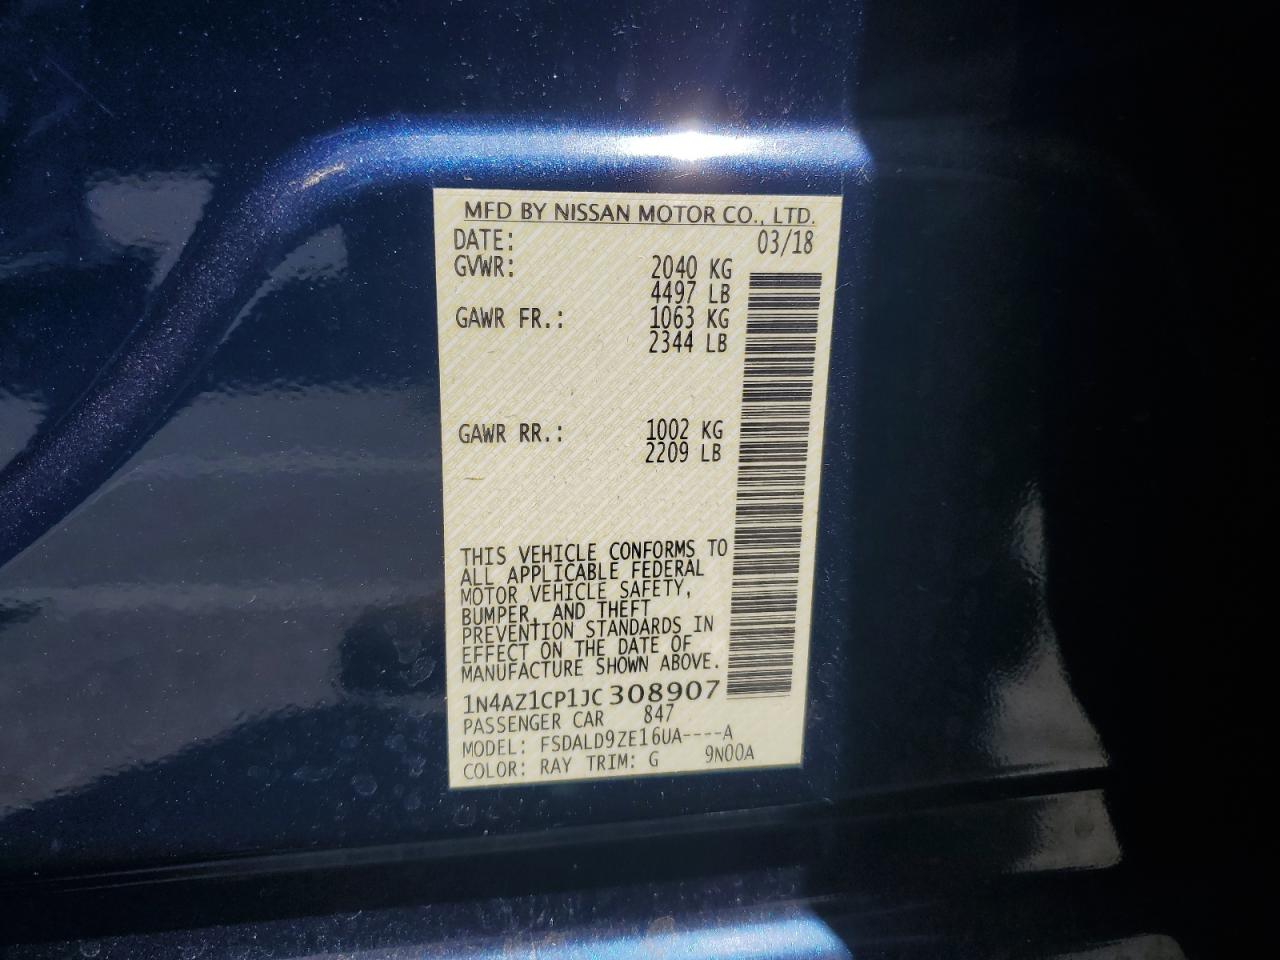 MFD BY NISSAN MOTOR CO., LTD.
DATE: 03/18
GVWR: 2040 KG
4497 LB
GAWR FR.: 1063 KG
2344 LB
GAWR RR.: 1002 KG
2209 LB
THIS VEHICLE CONFORMS TO
ALL APPLICABLE FEDERAL
MOTOR VEHICLE SAFETY,
BUMPER, AND THEFT
PREVENTION STANDARDS IN
EFFECT ON THE DATE OF
MANUFACTURE SHOWN ABOVE.
1N4AZ1CP1JC308907
PASSENGER CAR 847
MODEL: FSDALD9ZE16UA----A
COLOR: RAY TRIM: G 9N00A